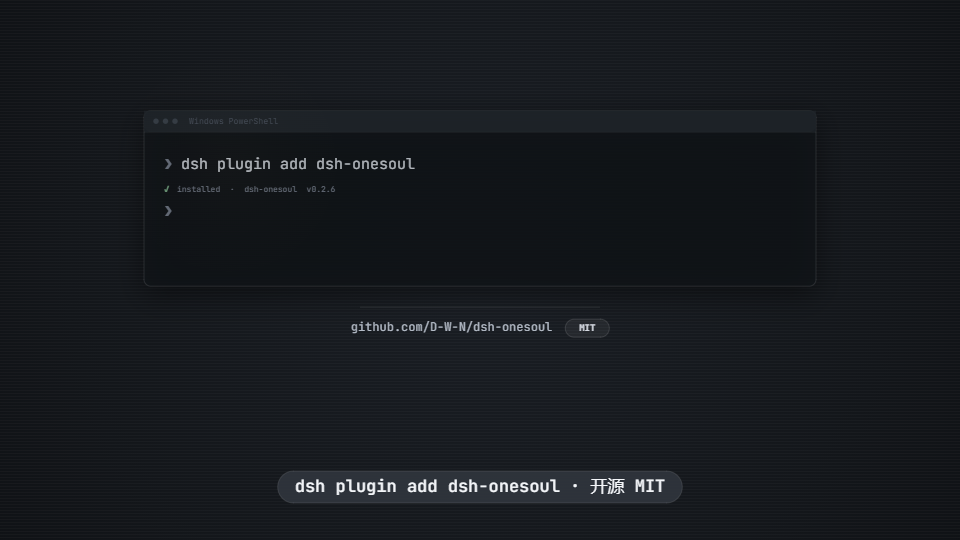 Windows PowerShell
❯ dsh plugin add dsh-onesoul
✓ installed · dsh-onesoul v0.2.6
❯
github.com/D-W-N/dsh-onesoul MIT
dsh plugin add dsh-onesoul · 开源 MIT